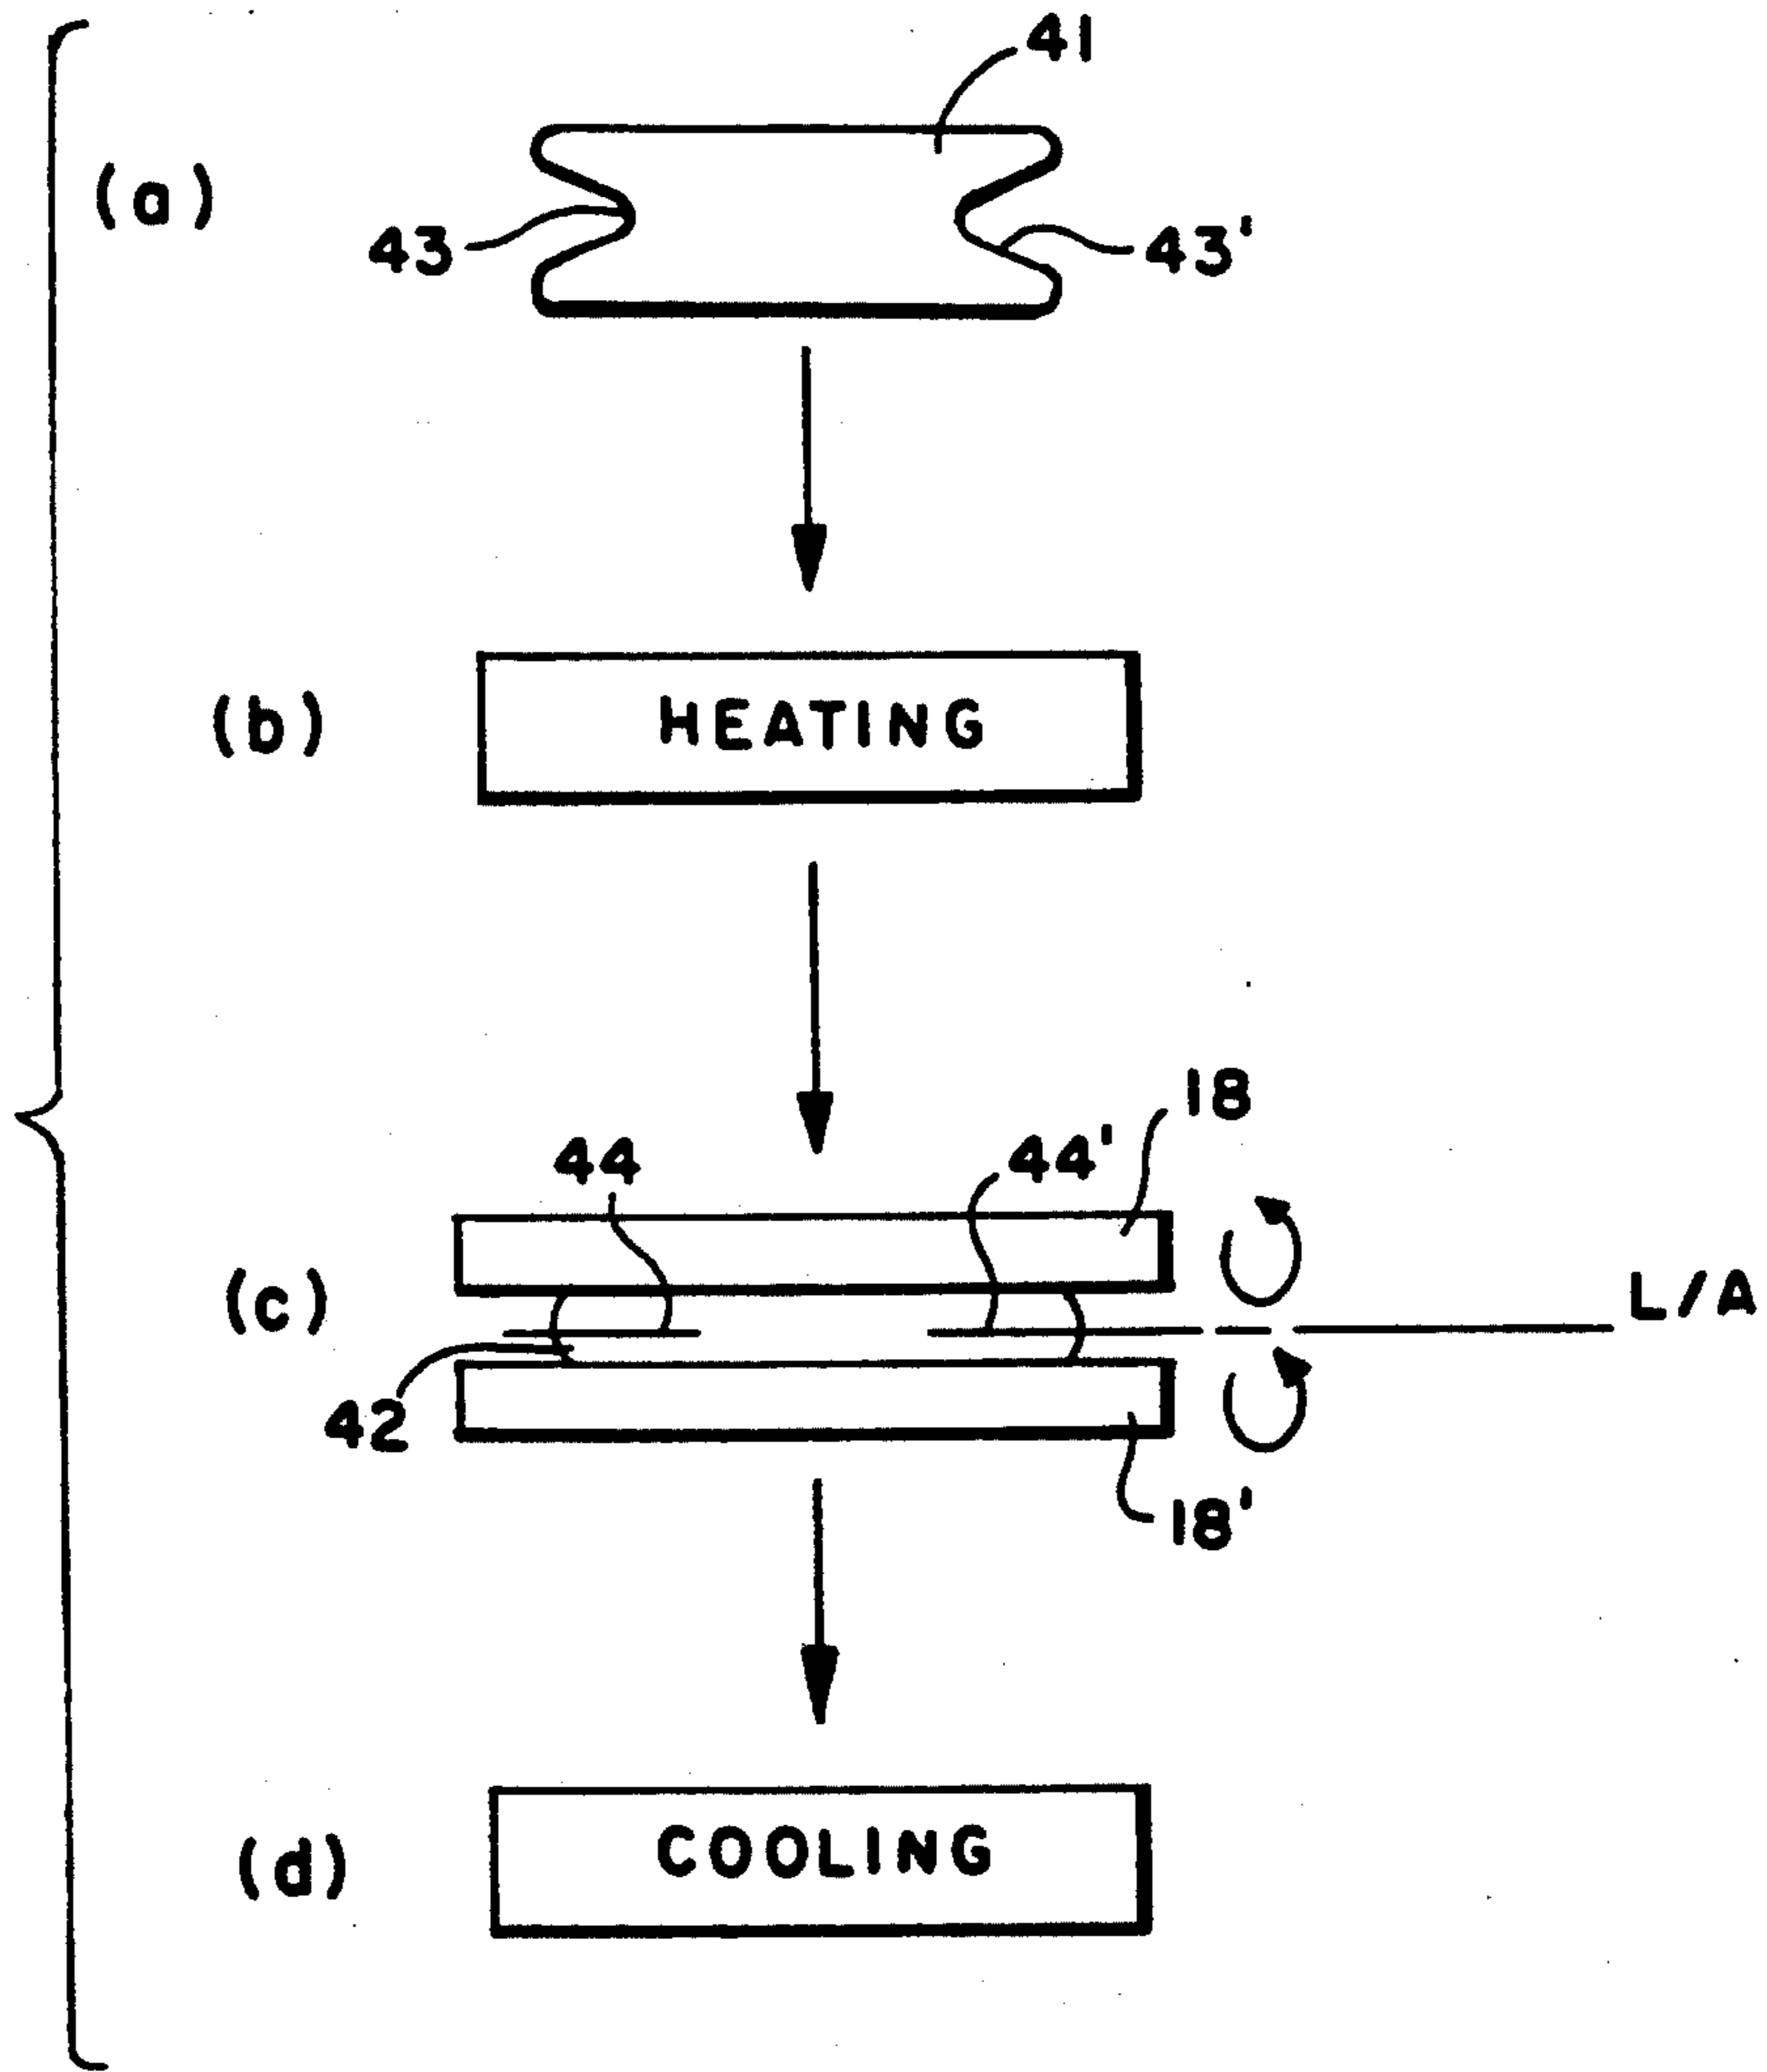 41
(a)
43
43'
(b)
HEATING
18
44
44'
(c)
L/A
42
18'
(d)
COOLING